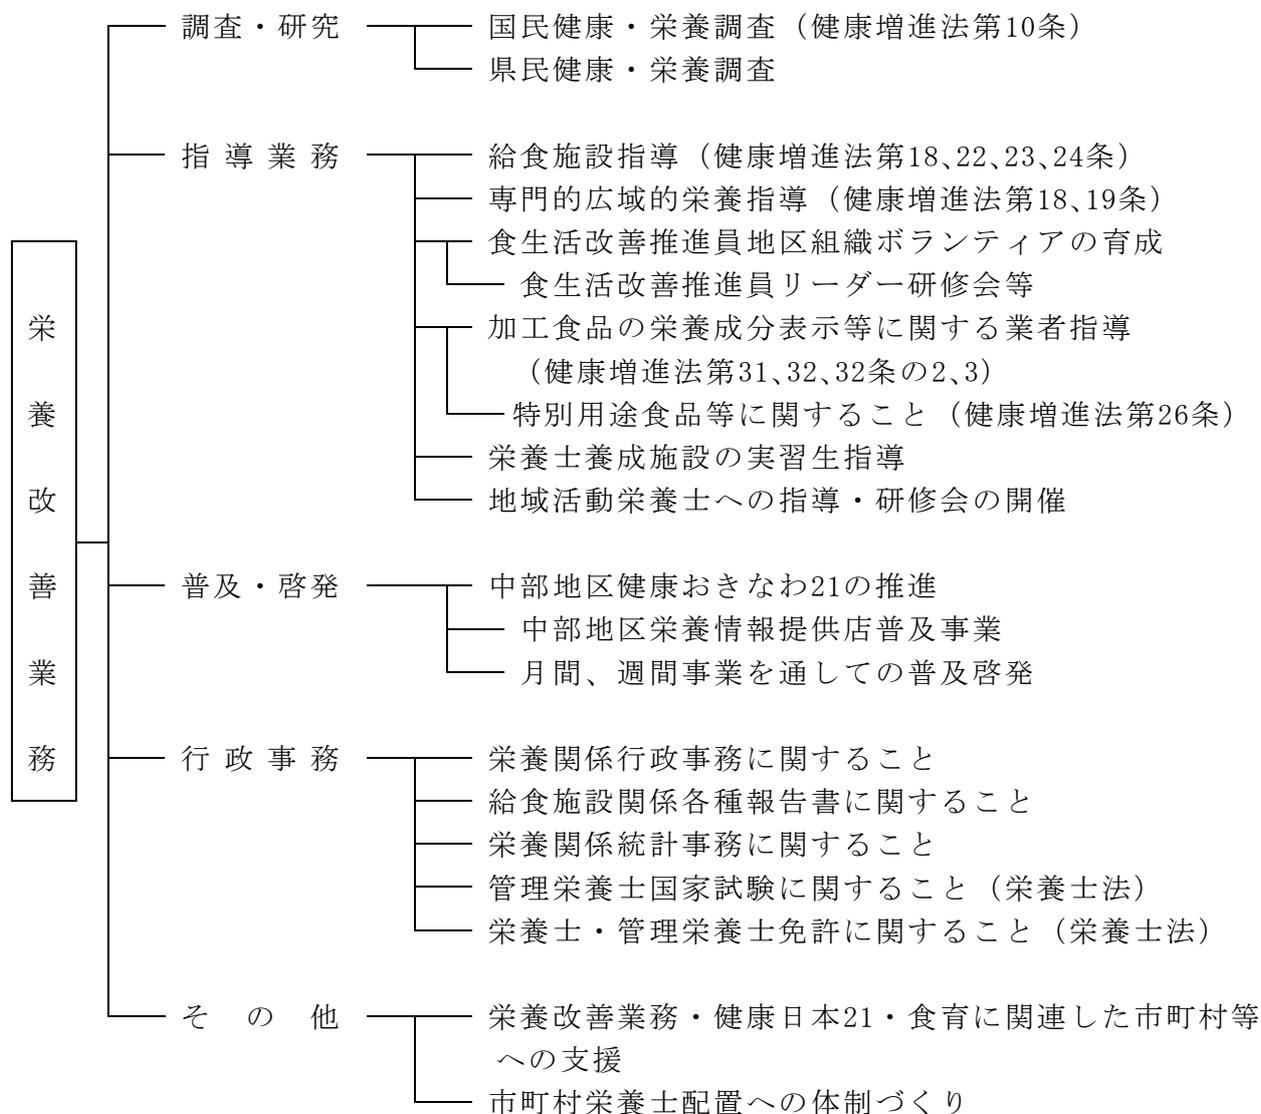 栄養改善業務
調査・研究
国民健康・栄養調査（健康増進法第10条）
県民健康・栄養調査
指導業務
給食施設指導（健康増進法第18、22、23、24条）
専門的広域的栄養指導（健康増進法第18、19条）
食生活改善推進員地区組織ボランティアの育成
食生活改善推進員リーダー研修会等
加工食品の栄養成分表示等に関する業者指導
（健康増進法第31、32、32条の2、3）
特別用途食品等に関すること（健康増進法第26条）
栄養士養成施設の実習生指導
地域活動栄養士への指導・研修会の開催
普及・啓発
中部地区健康おきなわ21の推進
中部地区栄養情報提供店普及事業
月間、週間事業を通しての普及啓発
行政事務
栄養関係行政事務に関すること
給食施設関係各種報告書に関すること
栄養関係統計事務に関すること
管理栄養士国家試験に関すること（栄養士法）
栄養士・管理栄養士免許に関すること（栄養士法）
その他
栄養改善業務・健康日本21・食育に関連した市町村等
への支援
市町村栄養士配置への体制づくり